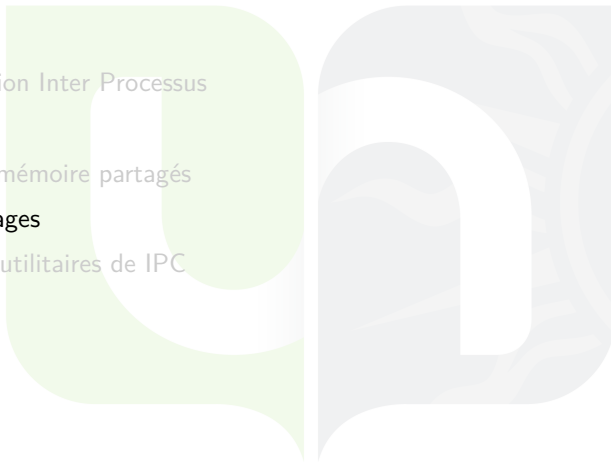 ion Inter Processus
mémoire partagés
ages
utilitaires de IPC